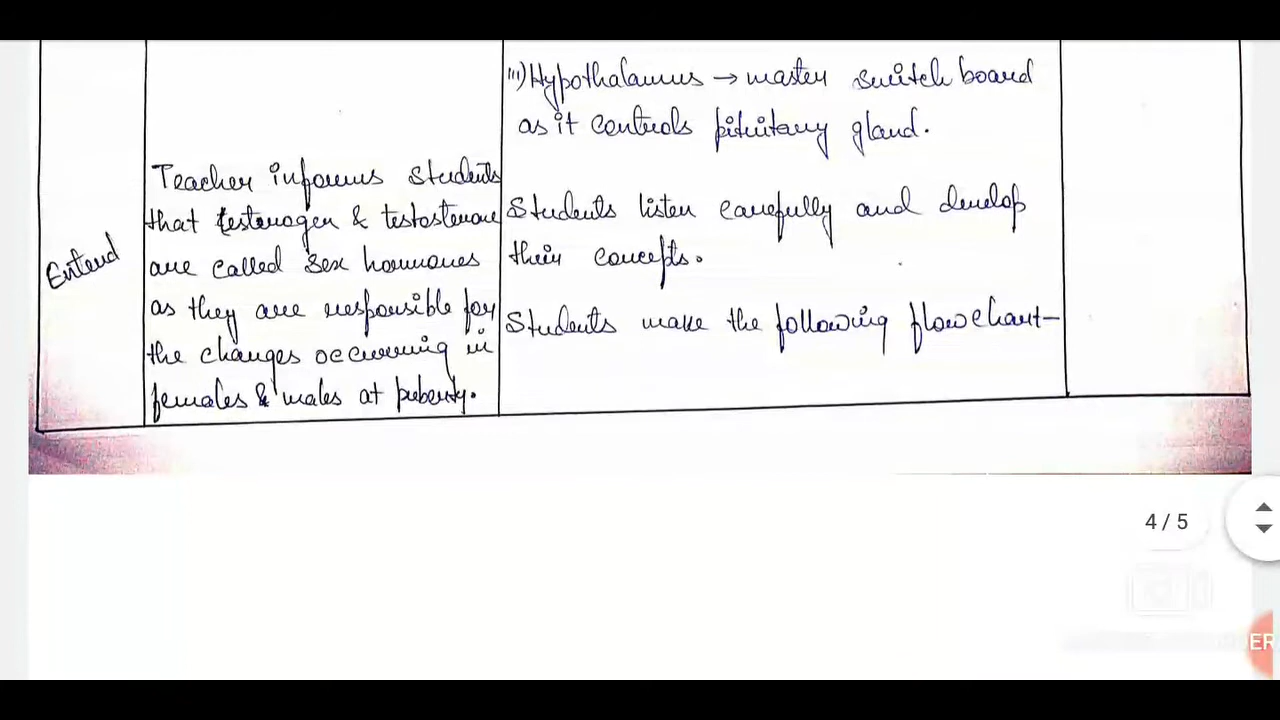 iii) Hypothalamus → master switch board
as it controls pituitary gland.
Extend
Teacher informs students
that estrogen & testosterone
are called sex hormones
as they are responsible for
the changes occurring in
females & males at puberty.
Students listen carefully and develop
their concepts.
Students make the following flowchart-
4 / 5